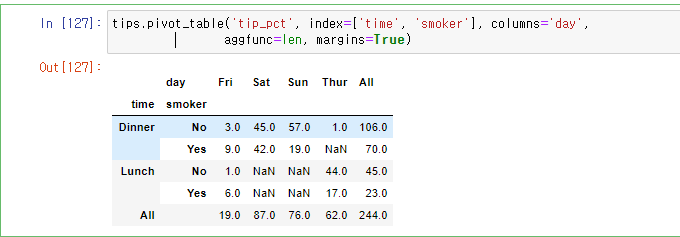 In [127]: tips.pivot_table('tip_pct', index=['time', 'smoker'], columns='day',
aggfunc=len, margins=True)
Out[127]:
day Fri Sat Sun Thur All
time smoker
Dinner No 3.0 45.0 57.0 1.0 106.0
Yes 9.0 42.0 19.0 NaN 70.0
Lunch No 1.0 NaN NaN 44.0 45.0
Yes 6.0 NaN NaN 17.0 23.0
All 19.0 87.0 76.0 62.0 244.0